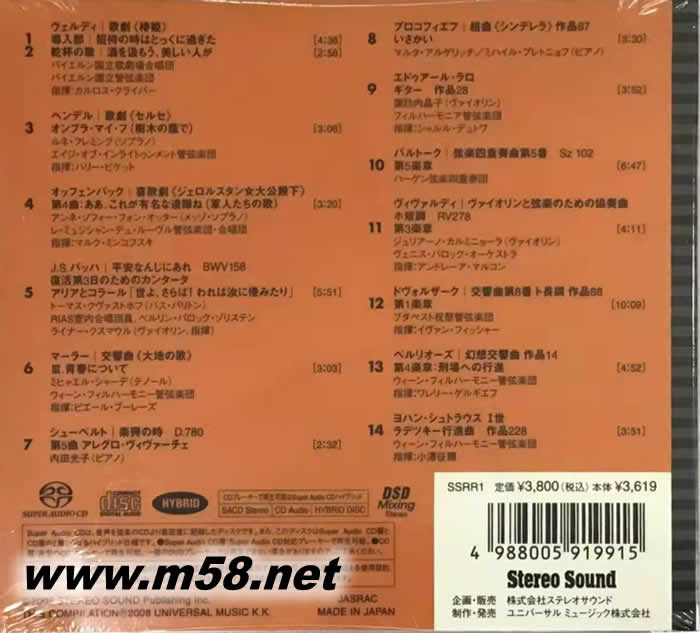 ヴェルディ｜歌劇《椿姫》
1 導入部｜招待の時はとっくに過ぎた [4:36]
2 乾杯の歌｜酒を逃もう、美しい人が [2:58]
バイエルン国立歌劇場合唱団
バイエルン国立管弦楽団
指揮：カルロス・クライバー
ヘンデル｜歌劇《セルセ》
3 オンブラ・マイ・フ（樹木の蔭で） [3:06]
ルネ・フレミング（ソプラノ）
エイジ・オブ・インライトゥンメント管弦楽団
指揮：ハリー・ビケット
オッフェンバック｜喜歌劇《ジェロルスタン女大公殿下》
4 第4曲：ああ、これが有名な連隊ね（軍人たちの歌） [3:20]
アンネ・ゾフィー・フォン・オッター（メッゾ・ソプラノ）
レ・ミュジシャン・デュ・ルーヴル管弦楽団・合唱団
指揮：マルク・ミンコフスキ
J.S.バッハ｜平安なんじにあれ BWV158
復活節第3日のためのカンタータ
5 アリアとコラール「世よ、さらば！われは汝に倦みたり」 [5:51]
トーマス・クヴァストホフ（バス・バリトン）
RIAS室内合唱団員、ベルリン・バロック・ゾリステン
ライナー・クスマウル（ヴァイオリン、指揮）
マーラー｜交響曲《大地の歌》
6 III. 青春について [3:03]
ミヒャエル・シャーデ（テノール）
ウィーン・フィルハーモニー管弦楽団
指揮：ピエール・ブーレーズ
シューベルト｜楽興の時 D.780
7 第5曲 アレグロ・ヴィヴァーチェ [2:32]
内田光子（ピアノ）
プロコフィエフ｜組曲《シンデレラ》作品87
8 いさかい [3:20]
マルタ・アルゲリッチ／ミハイル・プレトニョフ（ピアノ）
エドゥアール・ラロ
9 ギター 作品28 [3:52]
諏訪内晶子（ヴァイオリン）
フィルハーモニア管弦楽団
指揮：シャルル・デュトワ
バルトーク｜弦楽四重奏曲第5番 Sz 102
10 第5楽章 [6:47]
ハーゲン弦楽四重奏団
ヴィヴァルディ｜ヴァイオリンと弦楽のための協奏曲
ホ短調 RV278
11 第3楽章 [4:11]
ジュリアーノ・カルミニョーラ（ヴァイオリン）
ヴェニス・バロック・オーケストラ
指揮：アンドレーア・マルコン
ドヴォルザーク｜交響曲第8番 ト長調 作品88
12 第1楽章 [10:09]
ブダペスト祝祭管弦楽団
指揮：イヴァン・フィッシャー
ベルリオーズ｜幻想交響曲 作品14
13 第4楽章：刑場への行進 [4:52]
ウィーン・フィルハーモニー管弦楽団
指揮：ワレリー・ゲルギエフ
ヨハン・シュトラウス I世
14 ラデツキー行進曲 作品228 [3:51]
ウィーン・フィルハーモニー管弦楽団
指揮：小澤征爾
SUPER AUDIO CD
COMPACT disc DIGITAL AUDIO
HYBRID
SACD Stereo CD Audio HYBRID DISC
DSD Mixing
SSRR1 定価￥3,800（税込）本体￥3,619
4 988005 919915
Stereo Sound
企画・販売 株式会社ステレオサウンド
制作・発売 ユニバーサル ミュージック株式会社
www.m58.net
STEREO SOUND Publishing Inc. JASRAC
COMPILATION ℗2008 UNIVERSAL MUSIC K.K. MADE IN JAPAN